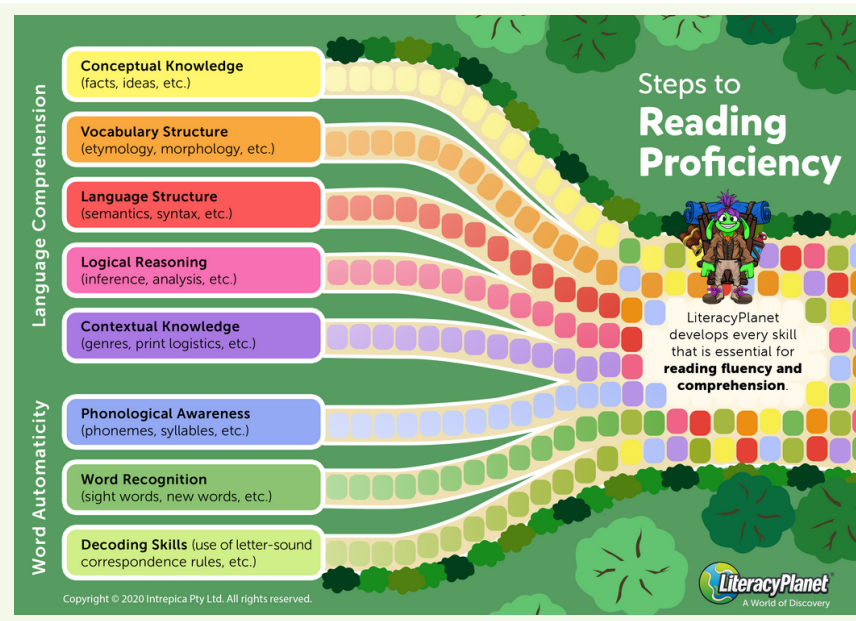 Steps to
Reading
Proficiency
Language Comprehension
Conceptual Knowledge
(facts, ideas, etc.)
Vocabulary Structure
(etymology, morphology, etc.)
Language Structure
(semantics, syntax, etc.)
Logical Reasoning
(inference, analysis, etc.)
Contextual Knowledge
(genres, print logistics, etc.)
Word Automaticity
Phonological Awareness
(phonemes, syllables, etc.)
Word Recognition
(sight words, new words, etc.)
Decoding Skills (use of letter-sound
correspondence rules, etc.)
LiteracyPlanet
develops every skill
that is essential for
reading fluency and
comprehension.
Copyright © 2020 Intrepica Pty Ltd. All rights reserved.
LiteracyPlanet
A World of Discovery